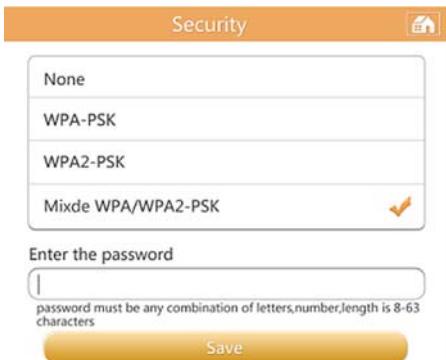 Security
None
WPA-PSK
WPA2-PSK
Mixde WPA/WPA2-PSK
Enter the password
password must be any combination of letters,number,length is 8-63
characters
Save